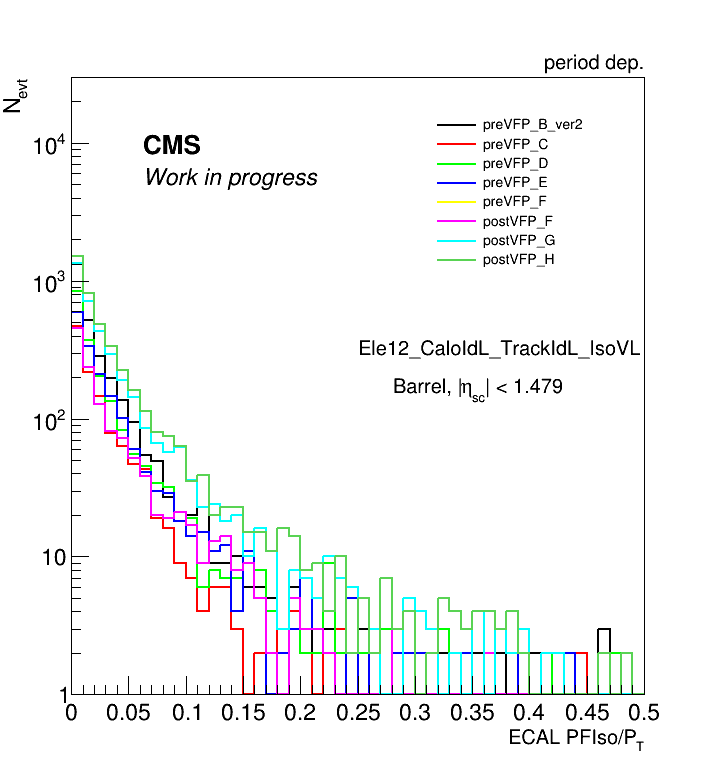 period dep.
N_evt
CMS
Work in progress
preVFP_B_ver2
preVFP_C
preVFP_D
preVFP_E
preVFP_F
postVFP_F
postVFP_G
postVFP_H
Ele12_CaloIdL_TrackIdL_IsoVL
Barrel, |η_sc| < 1.479
10^4
10^3
10^2
10
1
0 0.05 0.1 0.15 0.2 0.25 0.3 0.35 0.4 0.45 0.5
ECAL PFIso/P_T